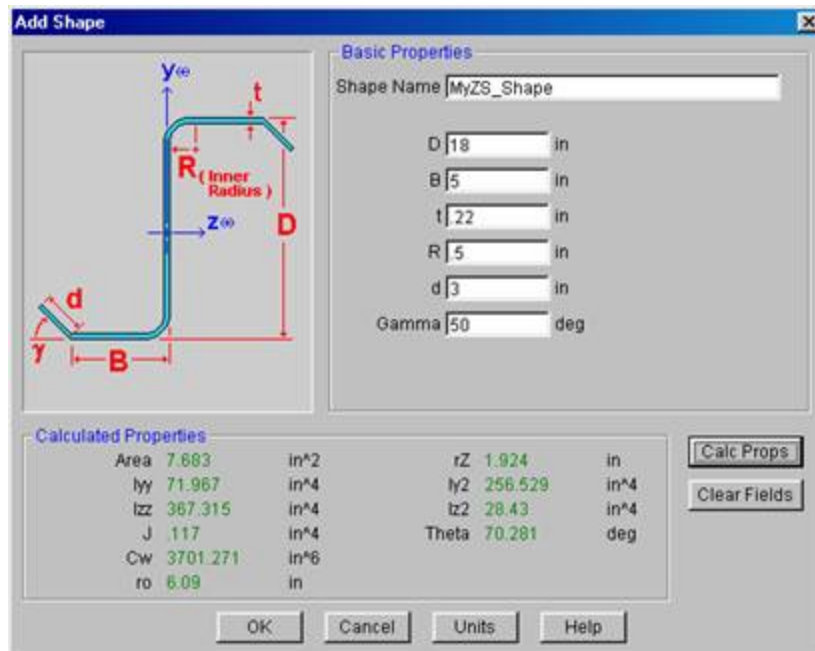 Add Shape
y(e)
t
R (Inner Radius)
z(e)
D
d
γ
B
Basic Properties
Shape Name MyZS_Shape
D 18 in
B 5 in
t .22 in
R .5 in
d 3 in
Gamma 50 deg
Calculated Properties
Area 7.683 in^2
Iyy 71.967 in^4
Izz 367.315 in^4
J .117 in^4
Cw 3701.271 in^6
ro 6.09 in
rZ 1.924 in
Iy2 256.529 in^4
Iz2 28.43 in^4
Theta 70.281 deg
Calc Props
Clear Fields
OK
Cancel
Units
Help